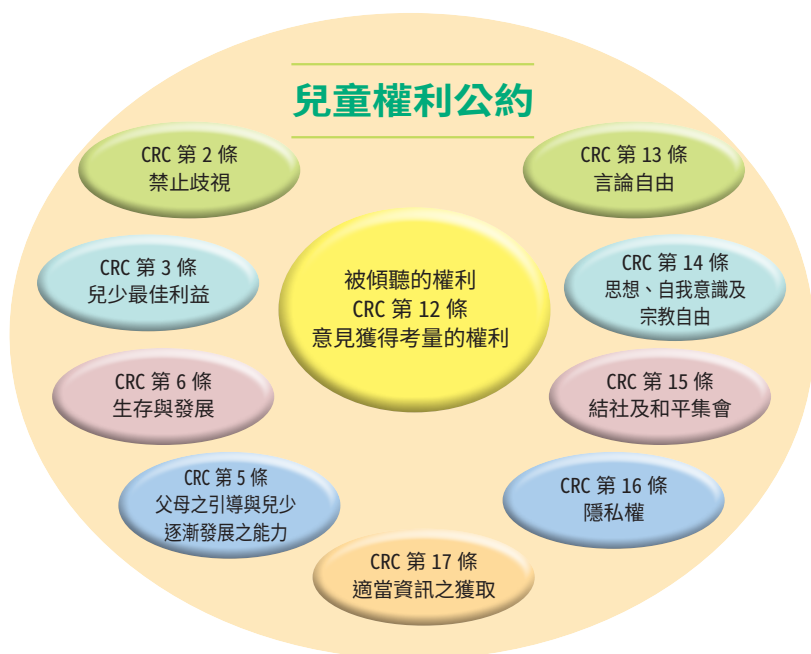 兒童權利公約
CRC 第 2 條
禁止歧視
CRC 第 13 條
言論自由
CRC 第 3 條
兒少最佳利益
被傾聽的權利
CRC 第 12 條
意見獲得考量的權利
CRC 第 14 條
思想、自我意識及
宗教自由
CRC 第 6 條
生存與發展
CRC 第 15 條
結社及和平集會
CRC 第 5 條
父母之引導與兒少
逐漸發展之能力
CRC 第 16 條
隱私權
CRC 第 17 條
適當資訊之獲取